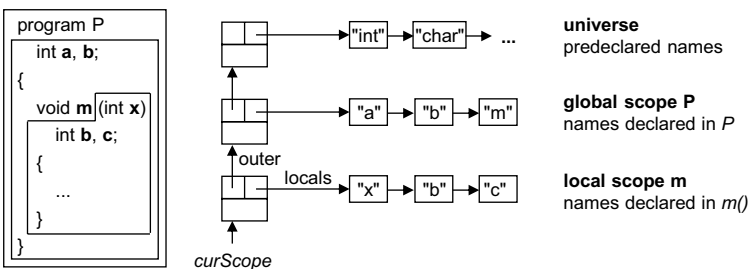 program P
int a, b;
{
void m (int x)
int b, c;
{
...
}
}
"int" "char" ...
"a" "b" "m"
outer
locals
"x" "b" "c"
curScope
universe
predeclared names
global scope P
names declared in P
local scope m
names declared in m()